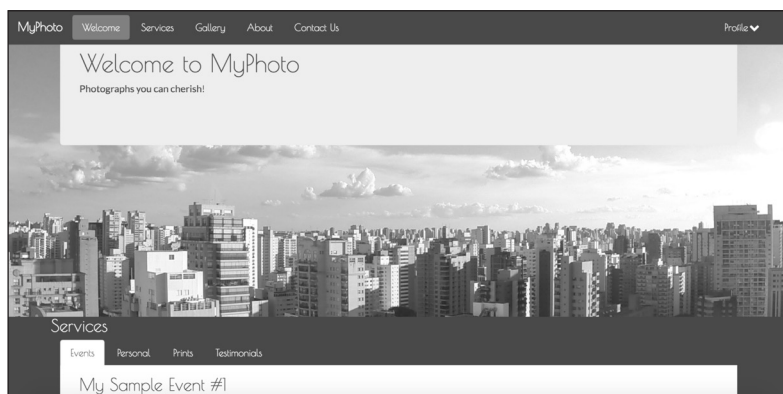 MyPhoto Welcome Services Gallery About Contact Us Profile
Welcome to MyPhoto
Photographs you can cherish!
Services
Events Personal Prints Testimonials
My Sample Event #1